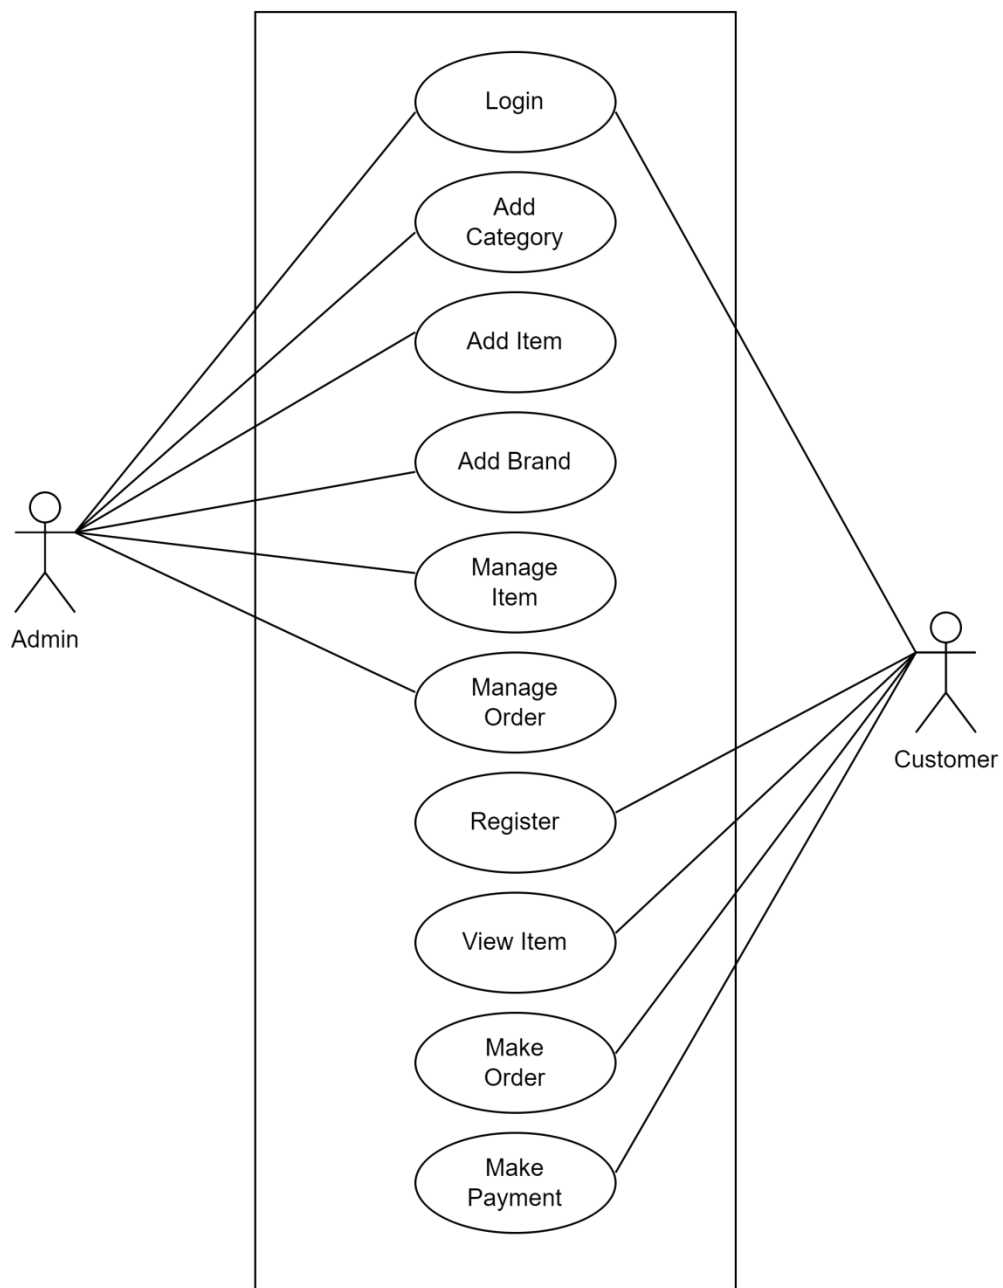 Login
Add
Category
Add Item
Add Brand
Manage
Item
Admin
Manage
Order
Customer
Register
View Item
Make
Order
Make
Payment